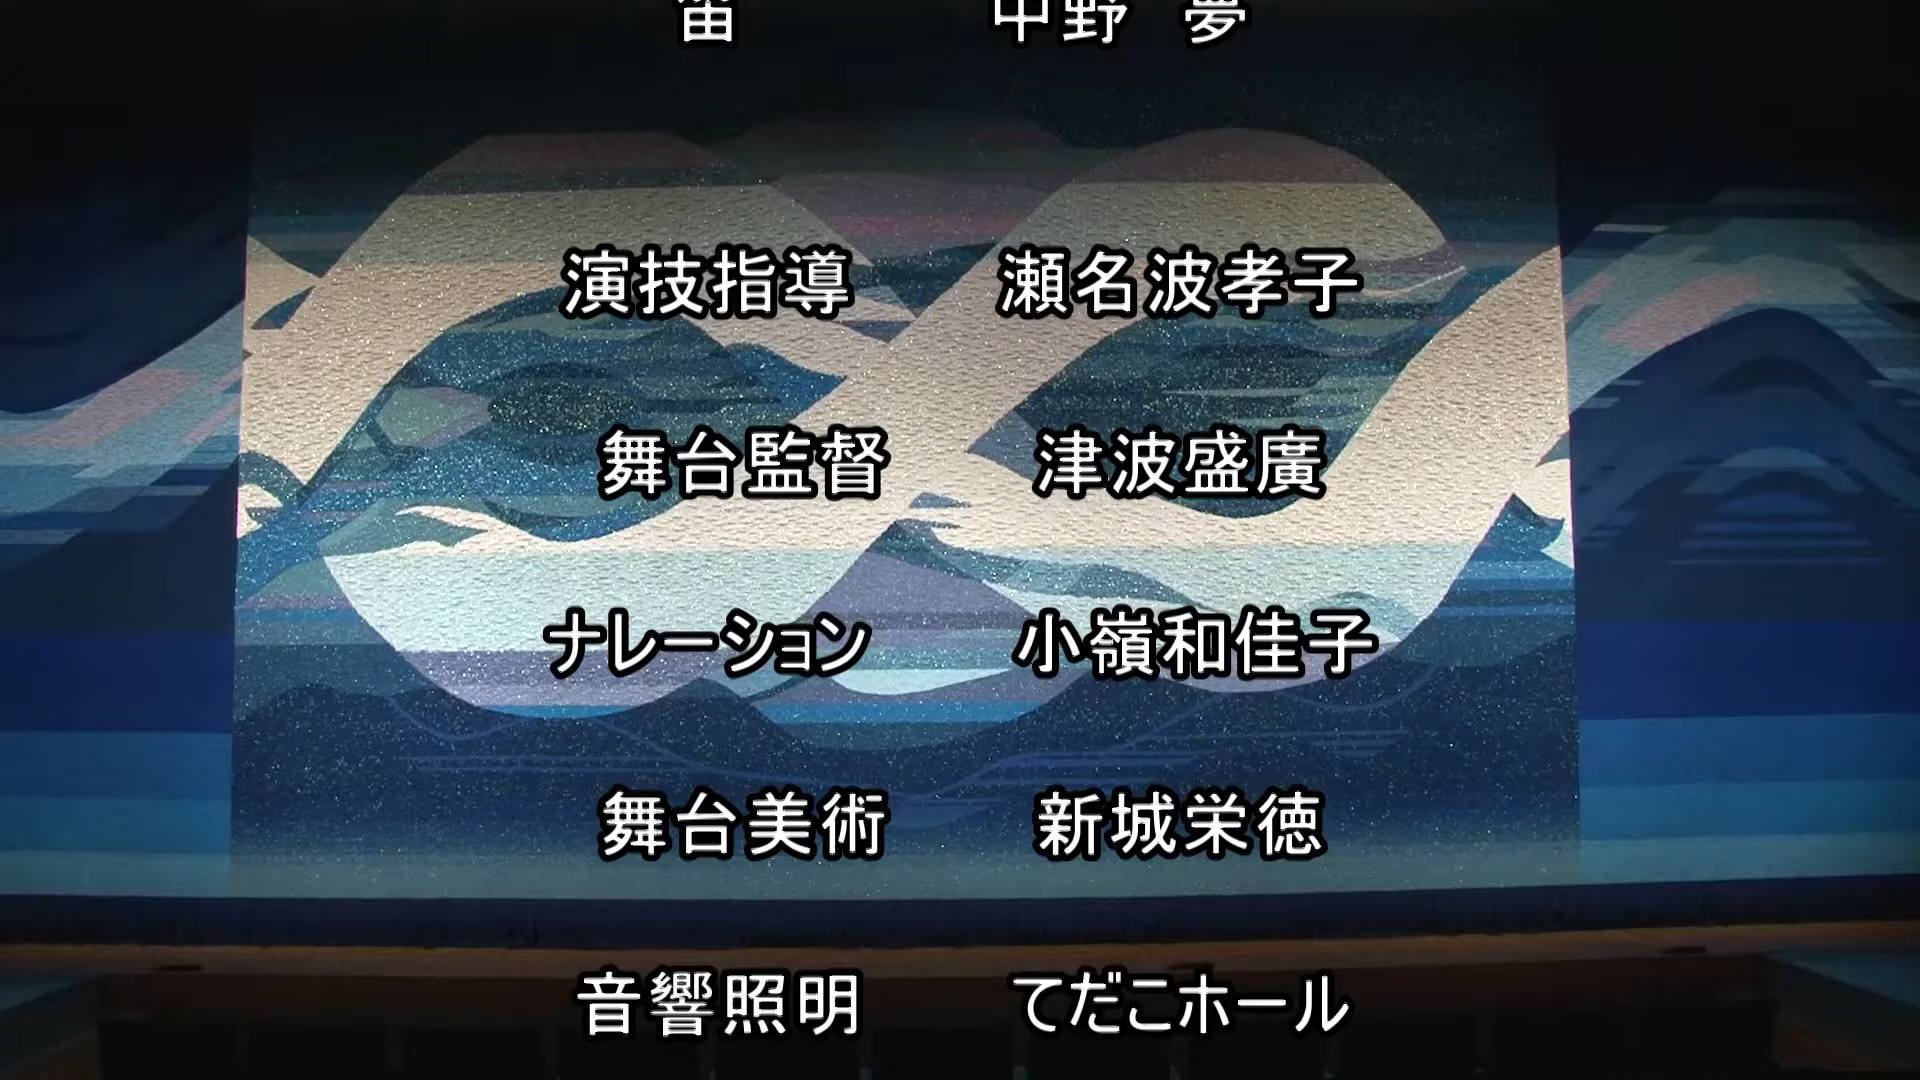 笛 中野 夢
演技指導 瀬名波孝子
舞台監督 津波盛廣
ナレーション 小嶺和佳子
舞台美術 新城栄徳
音響照明 てだこホール